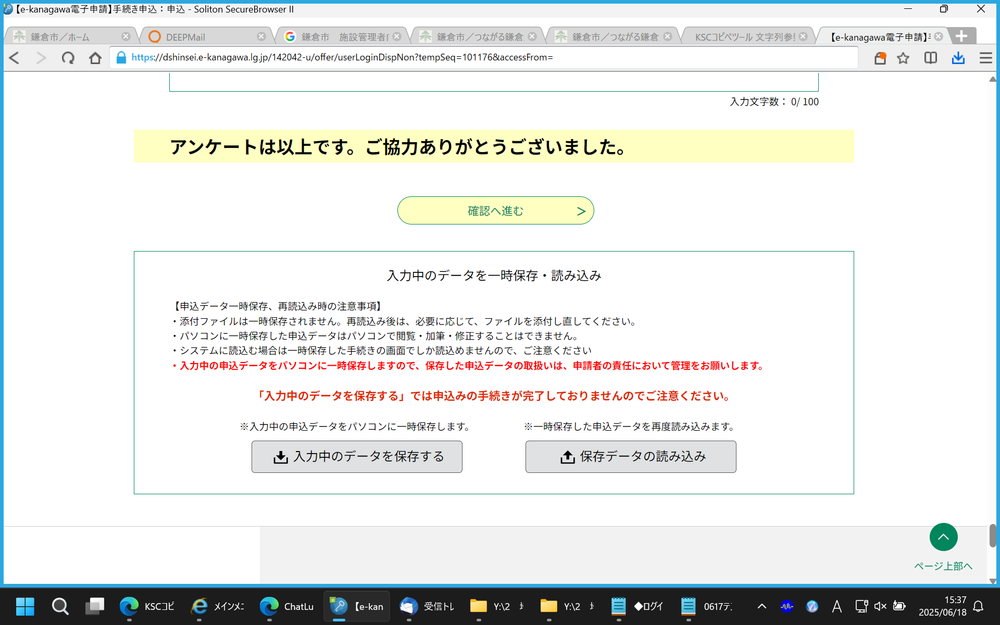 【e-kanagawa電子申請】手続き申込：申込 - Soliton SecureBrowser II
鎌倉市／ホーム
DEEPMail
鎌倉市　施設管理者
鎌倉市／つながる鎌倉
鎌倉市／つながる鎌倉
KSCコピペツール 文字列参
【e-kanagawa電子申請】
https://dshinsei.e-kanagawa.lg.jp/142042-u/offer/userLoginDispNon?tempSeq=101176&accessFrom=
入力文字数： 0/ 100
アンケートは以上です。ご協力ありがとうございました。
確認へ進む
入力中のデータを一時保存・読み込み
【申込データ一時保存、再読込み時の注意事項】
・添付ファイルは一時保存されません。再読込み後は、必要に応じて、ファイルを添付し直してください。
・パソコンに一時保存した申込データはパソコンで閲覧・加筆・修正することはできません。
・システムに読込む場合は一時保存した手続きの画面でしか読込めませんので、ご注意ください
・入力中の申込データをパソコンに一時保存しますので、保存した申込データの取扱いは、申請者の責任において管理をお願いします。
「入力中のデータを保存する」では申込みの手続きが完了しておりませんのでご注意ください。
※入力中の申込データをパソコンに一時保存します。
※一時保存した申込データを再度読み込みます。
入力中のデータを保存する
保存データの読み込み
ページ上部へ
KSCコピ
メインメニ
ChatLu
【e-kan
受信トレ
Y:\2
Y:\2
◆ログイ
0617テ
A
15:37
2025/06/18